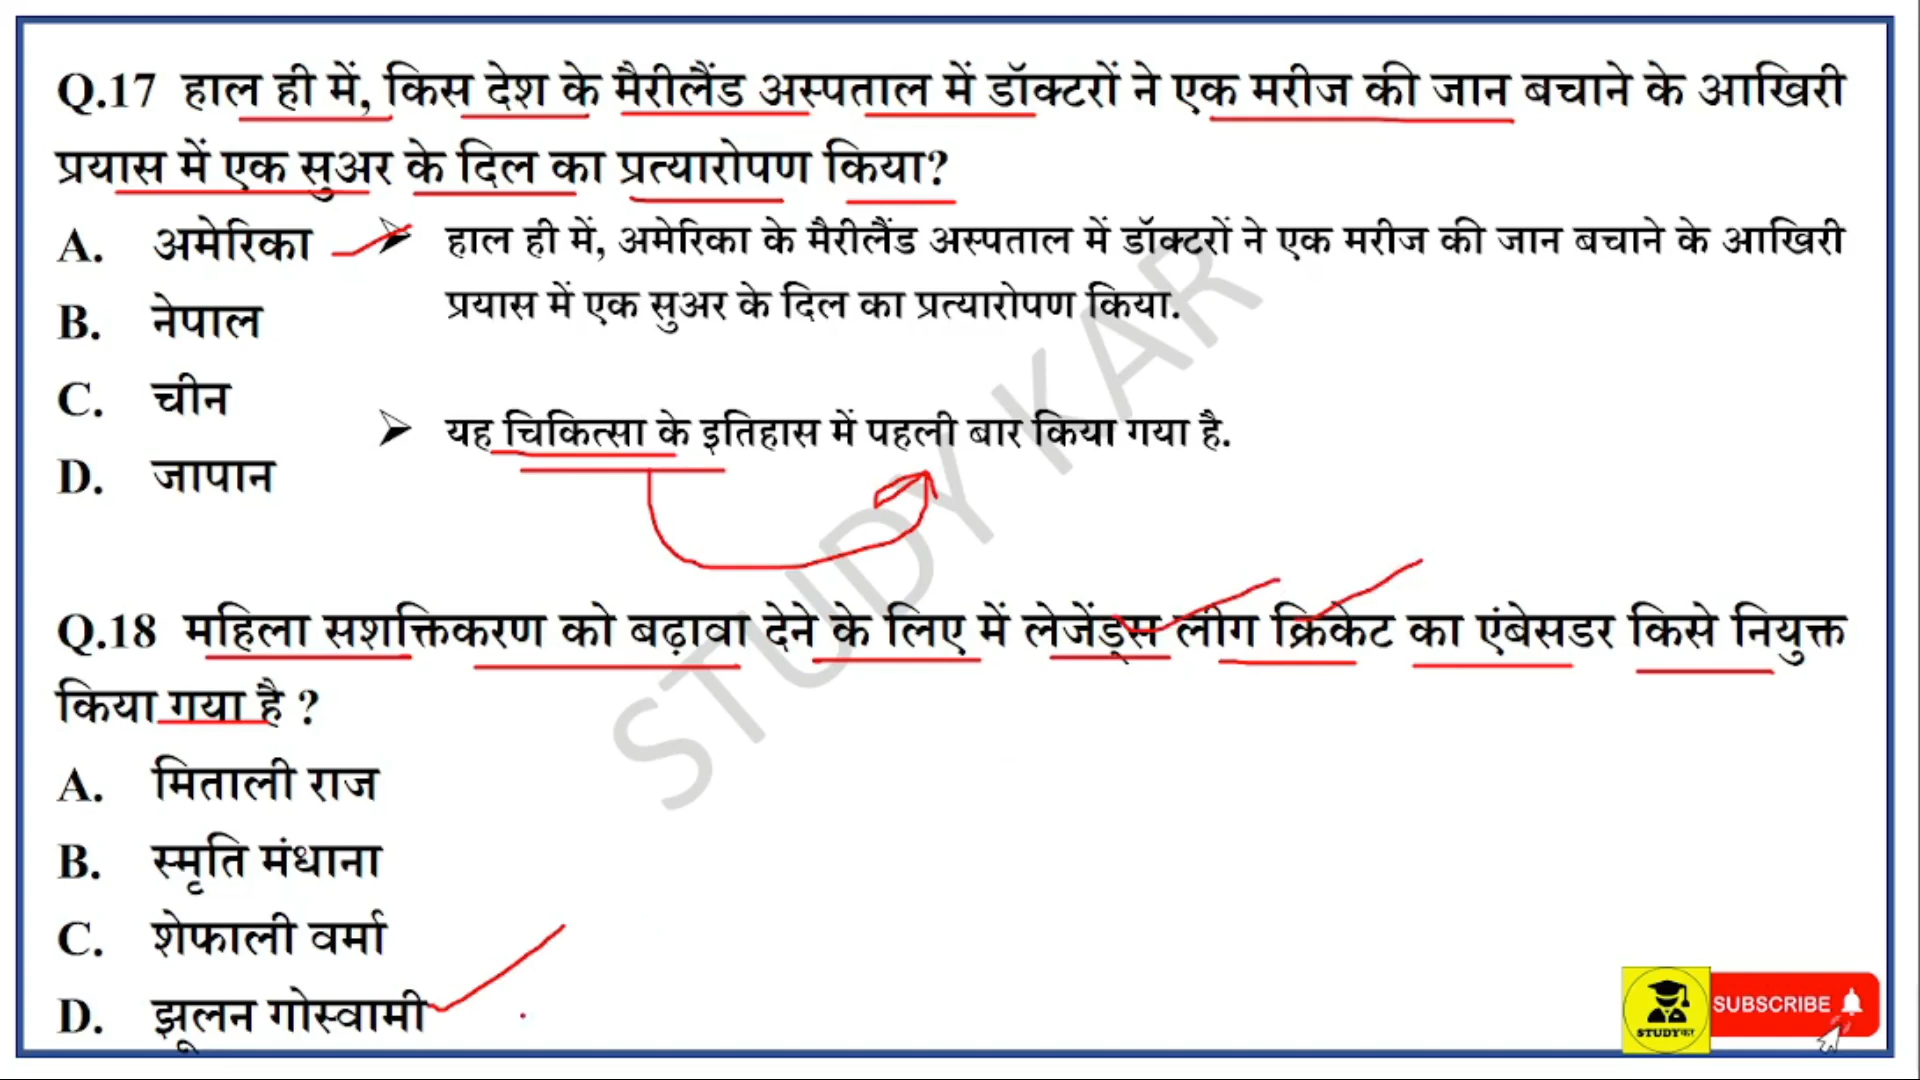 Q.17 हाल ही में, किस देश के मैरीलैंड अस्पताल में डॉक्टरों ने एक मरीज की जान बचाने के आखिरी
प्रयास में एक सुअर के दिल का प्रत्यारोपण किया?
A. अमेरिका
B. नेपाल
C. चीन
D. जापान
➢ हाल ही में, अमेरिका के मैरीलैंड अस्पताल में डॉक्टरों ने एक मरीज की जान बचाने के आखिरी
प्रयास में एक सुअर के दिल का प्रत्यारोपण किया.
➢ यह चिकित्सा के इतिहास में पहली बार किया गया है.
STUDY KAR
Q.18 महिला सशक्तिकरण को बढ़ावा देने के लिए में लेजेंड्स लीग क्रिकेट का एंबेसडर किसे नियुक्त
किया गया है ?
A. मिताली राज
B. स्मृति मंधाना
C. शेफाली वर्मा
D. झूलन गोस्वामी
STUDYकर
SUBSCRIBE